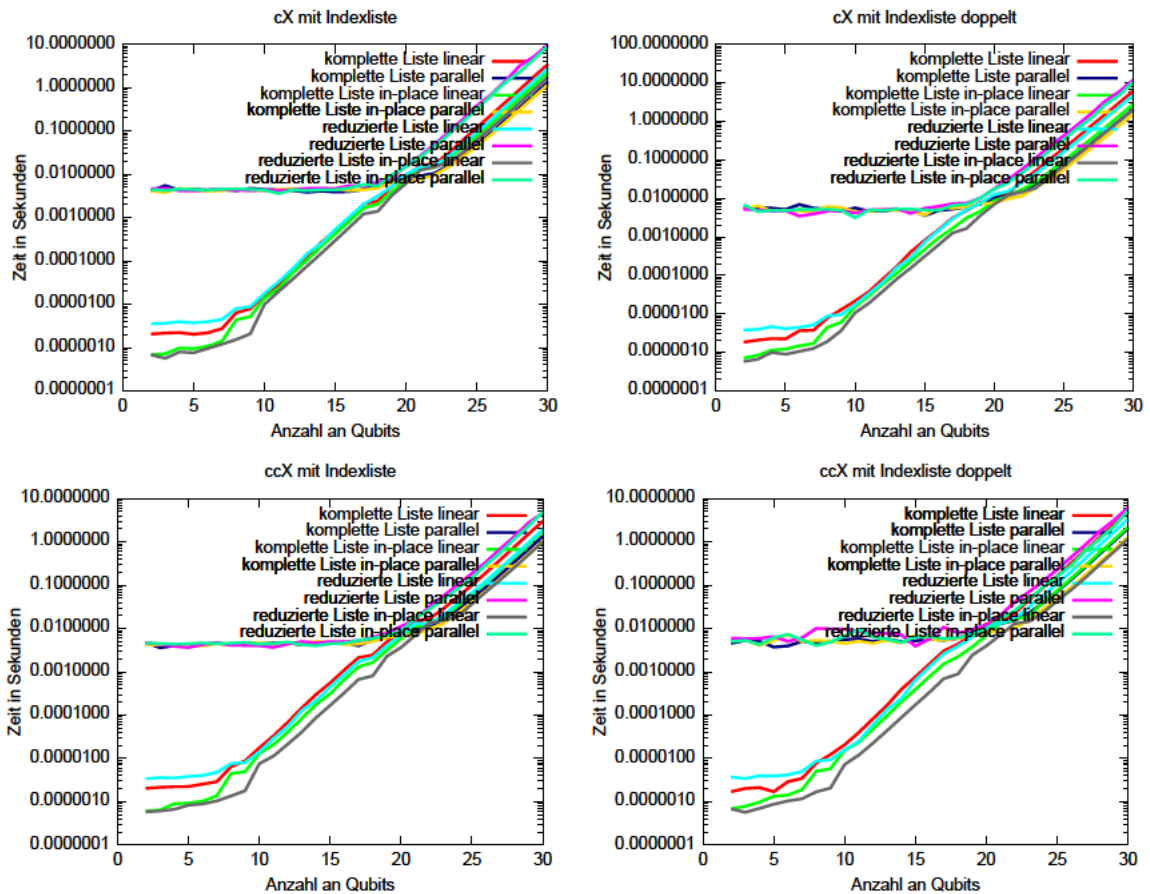 cX mit Indexliste
10.0000000
1.0000000
0.1000000
0.0100000
0.0010000
0.0001000
0.0000100
0.0000010
0.0000001
Zeit in Sekunden
komplette Liste linear
komplette Liste parallel
komplette Liste in-place linear
komplette Liste in-place parallel
reduzierte Liste linear
reduzierte Liste parallel
reduzierte Liste in-place linear
reduzierte Liste in-place parallel
0 5 10 15 20 25 30
Anzahl an Qubits
cX mit Indexliste doppelt
100.0000000
10.0000000
1.0000000
0.1000000
0.0100000
0.0010000
0.0001000
0.0000100
0.0000010
0.0000001
Zeit in Sekunden
komplette Liste linear
komplette Liste parallel
komplette Liste in-place linear
komplette Liste in-place parallel
reduzierte Liste linear
reduzierte Liste parallel
reduzierte Liste in-place linear
reduzierte Liste in-place parallel
0 5 10 15 20 25 30
Anzahl an Qubits
ccX mit Indexliste
10.0000000
1.0000000
0.1000000
0.0100000
0.0010000
0.0001000
0.0000100
0.0000010
0.0000001
Zeit in Sekunden
komplette Liste linear
komplette Liste parallel
komplette Liste in-place linear
komplette Liste in-place parallel
reduzierte Liste linear
reduzierte Liste parallel
reduzierte Liste in-place linear
reduzierte Liste in-place parallel
0 5 10 15 20 25 30
Anzahl an Qubits
ccX mit Indexliste doppelt
10.0000000
1.0000000
0.1000000
0.0100000
0.0010000
0.0001000
0.0000100
0.0000010
0.0000001
Zeit in Sekunden
komplette Liste linear
komplette Liste parallel
komplette Liste in-place linear
komplette Liste in-place parallel
reduzierte Liste linear
reduzierte Liste parallel
reduzierte Liste in-place linear
reduzierte Liste in-place parallel
0 5 10 15 20 25 30
Anzahl an Qubits